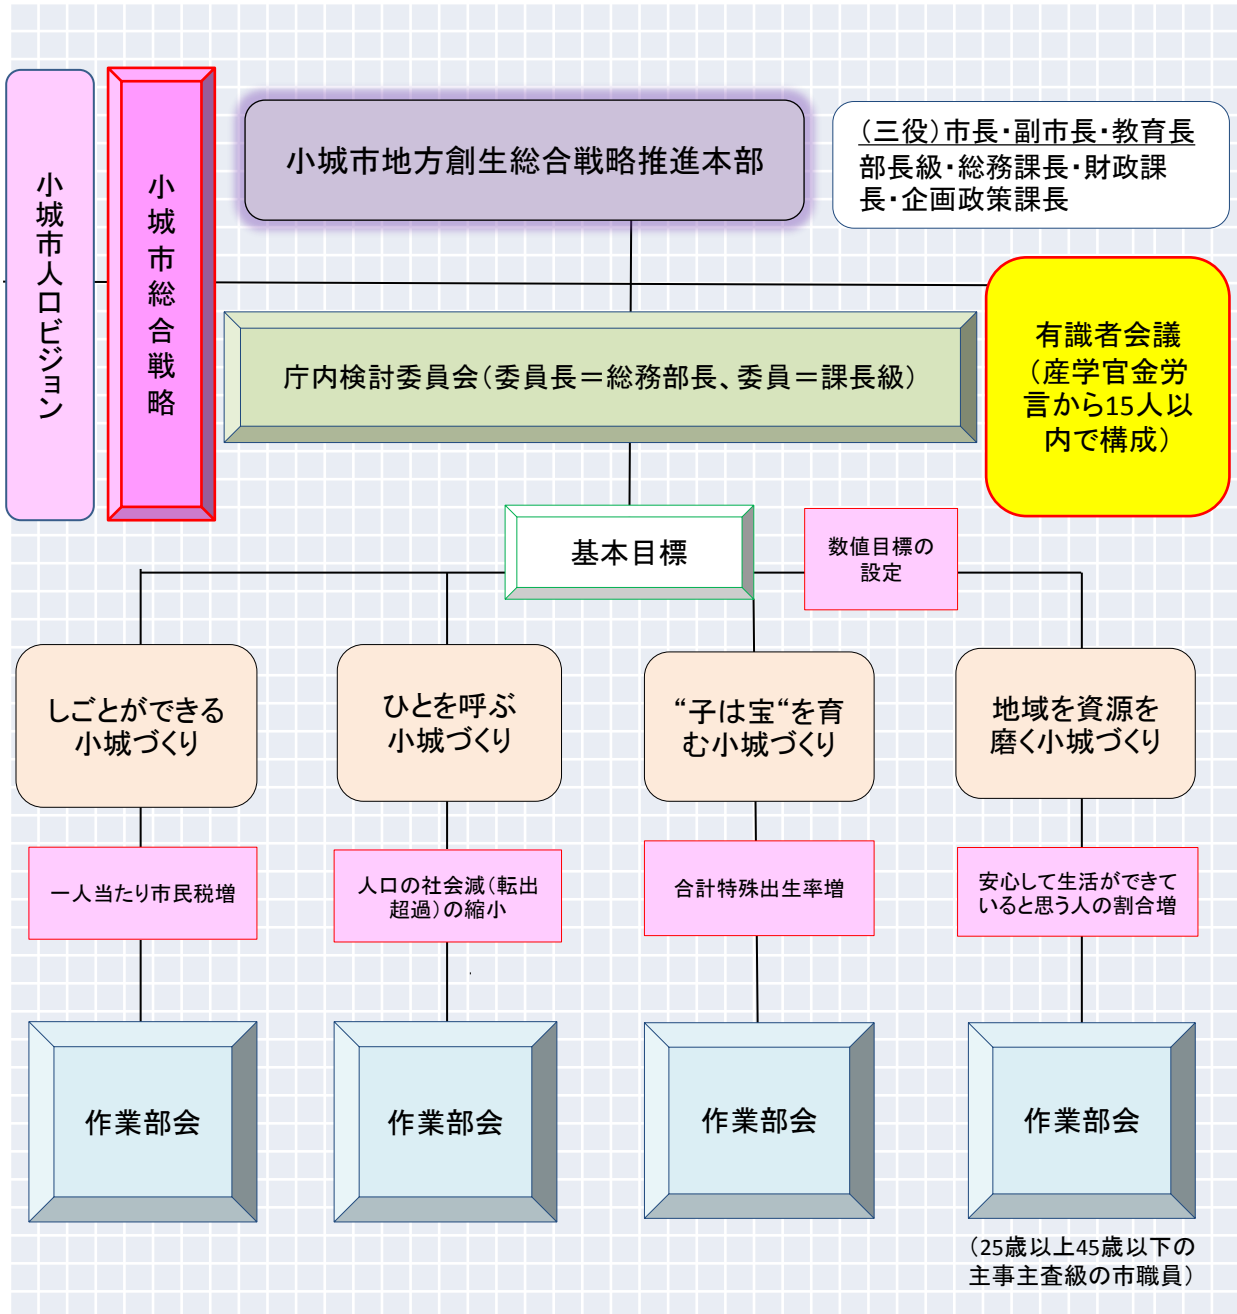 小城市人口ビジョン
小城市総合戦略
小城市地方創生総合戦略推進本部
(三役)市長・副市長・教育長
部長級・総務課長・財政課
長・企画政策課長
有識者会議
(産学官金労
言から15人以
内で構成)
庁内検討委員会(委員長=総務部長、委員=課長級)
基本目標
数値目標の
設定
しごとができる
小城づくり
ひとを呼ぶ
小城づくり
“子は宝“を育
む小城づくり
地域を資源を
磨く小城づくり
一人当たり市民税増
人口の社会減(転出
超過)の縮小
合計特殊出生率増
安心して生活ができて
いると思う人の割合増
作業部会
作業部会
作業部会
作業部会
(25歳以上45歳以下の
主事主査級の市職員)